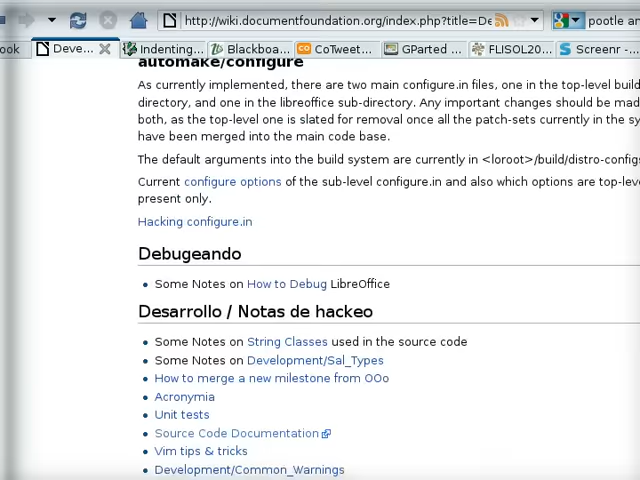 http://wiki.documentfoundation.org/index.php?title=De
pootle an
ook
Deve...
Indenting...
Blackboa...
CoTweet...
GParted ...
FLISOL20...
Screenr -...
automake/configure
As currently implemented, there are two main configure.in files, one in the top-level build
directory, and one in the libreoffice sub-directory. Any important changes should be mad
both, as the top-level one is slated for removal once all the patch-sets currently in the sy
have been merged into the main code base.
The default arguments into the build system are currently in <loroot>/build/distro-configs
Current configure options of the sub-level configure.in and also which options are top-leve
present only.
Hacking configure.in
Debugeando
Some Notes on How to Debug LibreOffice
Desarrollo / Notas de hackeo
Some Notes on String Classes used in the source code
Some Notes on Development/Sal_Types
How to merge a new milestone from OOo
Acronymia
Unit tests
Source Code Documentation
Vim tips & tricks
Development/Common_Warnings